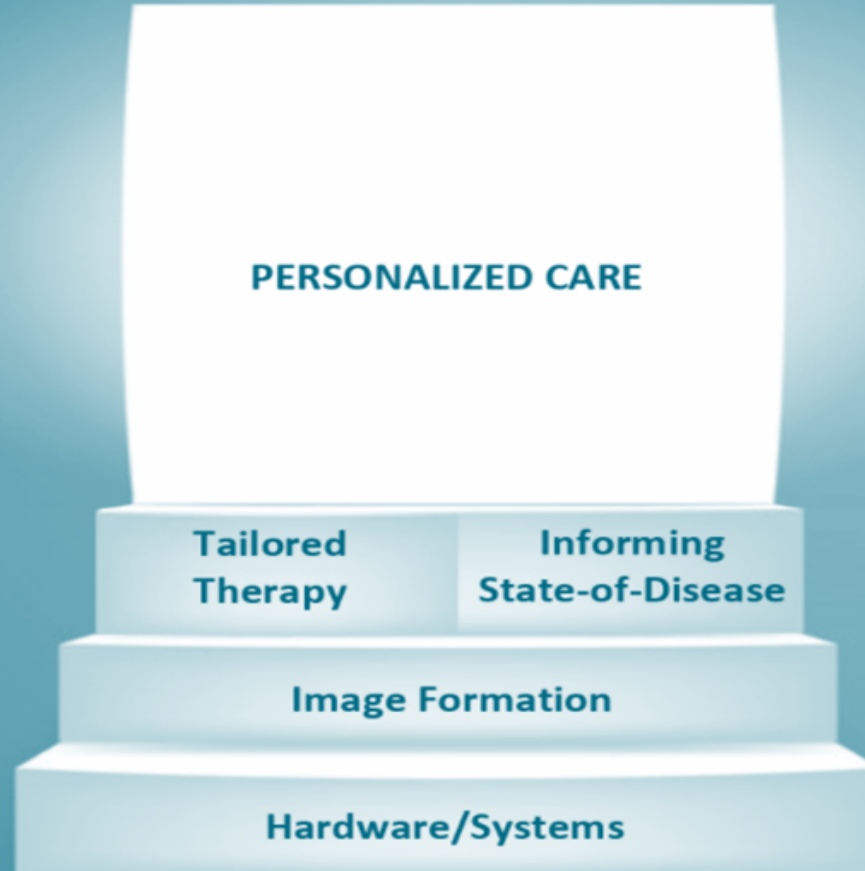 PERSONALIZED CARE
Tailored
Therapy
Informing
State-of-Disease
Image Formation
Hardware/Systems